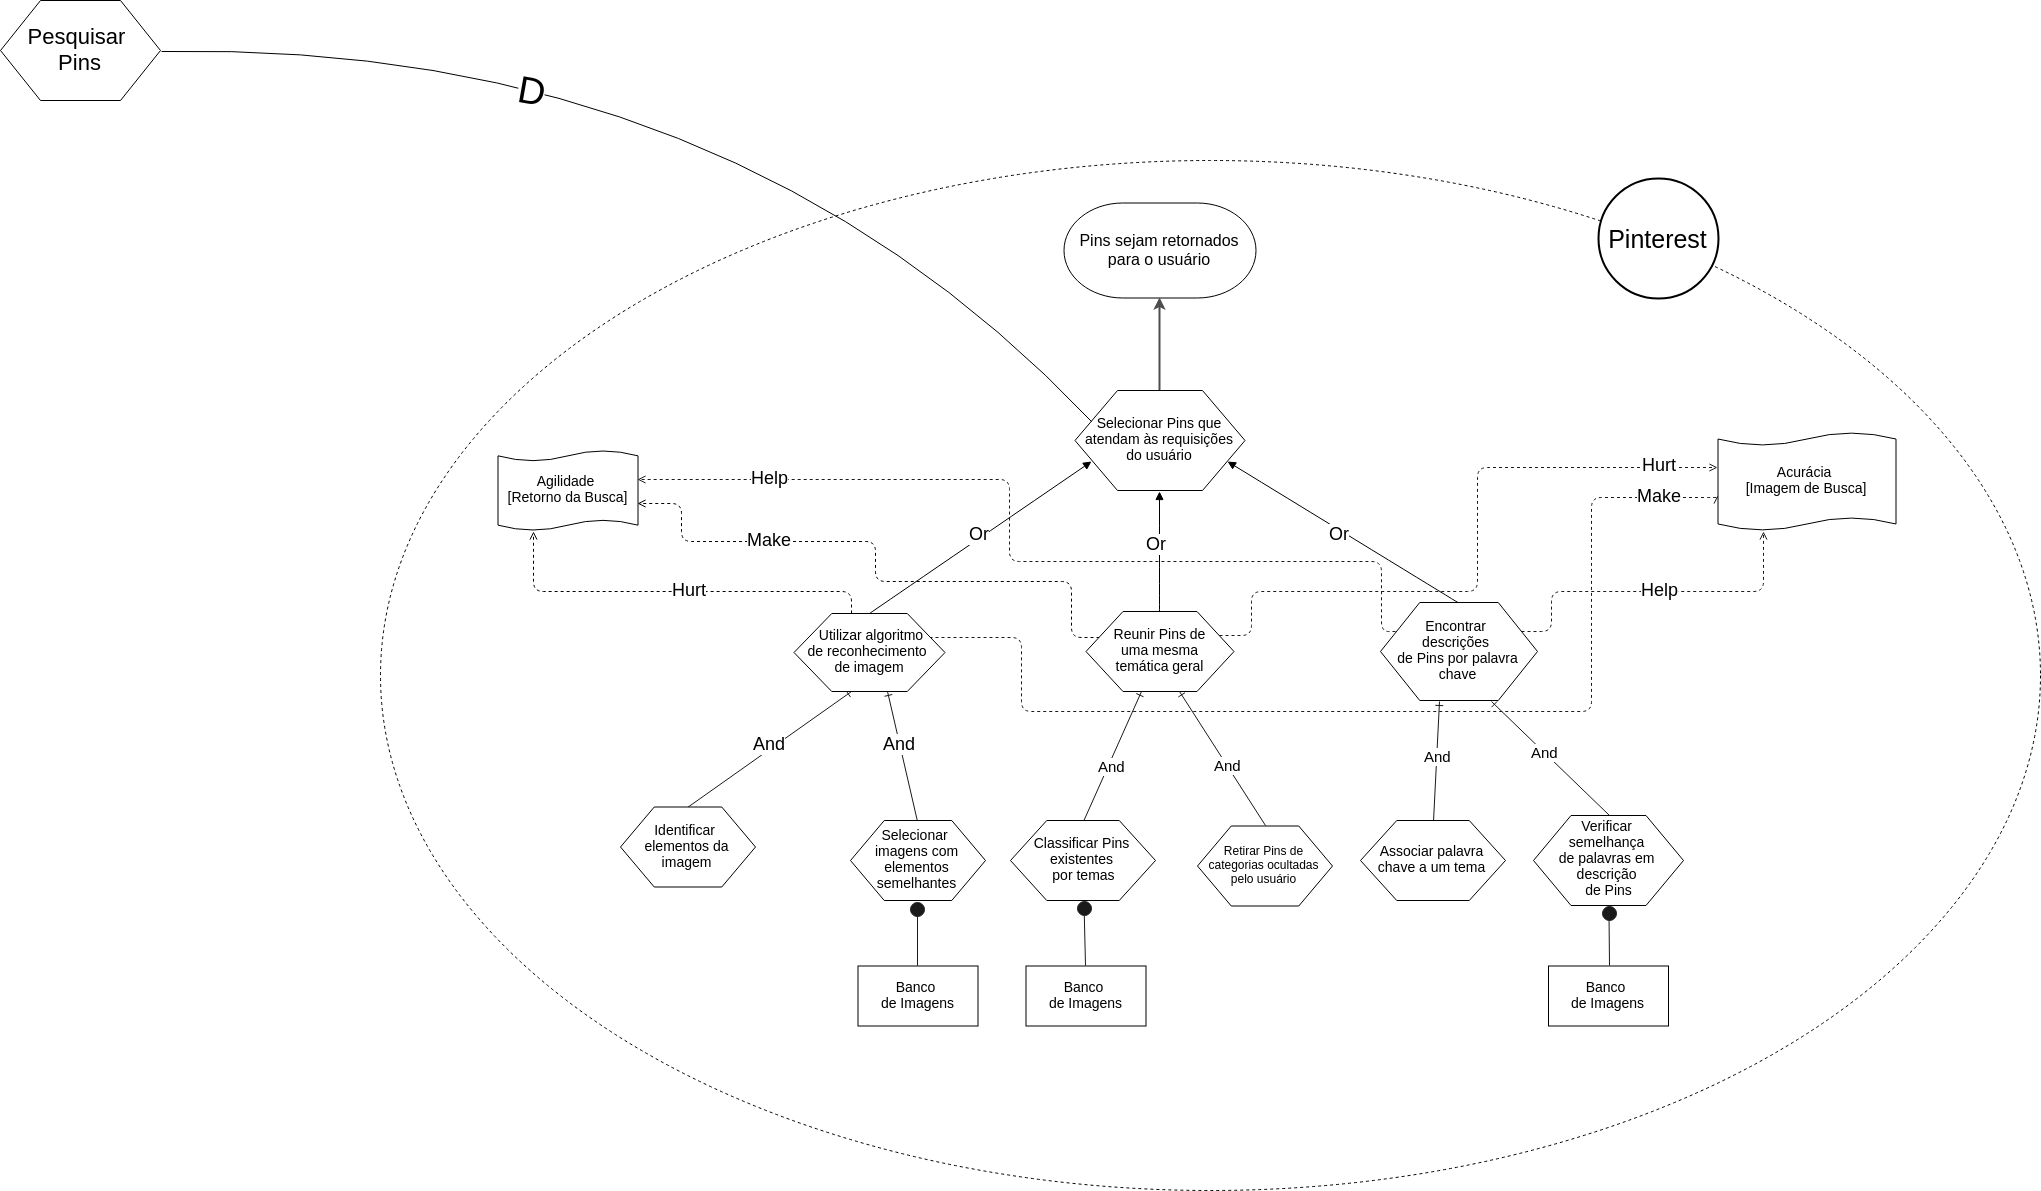 Pesquisar
Pins
D
Pinterest
Pins sejam retornados
para o usuário
Selecionar Pins que
atendam às requisições
do usuário
Agilidade
[Retorno da Busca]
Help
Make
Hurt
Or
Or
Or
Hurt
Make
Help
Acurácia
[Imagem de Busca]
Utilizar algoritmo
de reconhecimento
de imagem
Reunir Pins de
uma mesma
temática geral
Encontrar
descrições
de Pins por palavra
chave
And
And
And
And
And
And
Identificar
elementos da
imagem
Selecionar
imagens com
elementos
semelhantes
Classificar Pins
existentes
por temas
Retirar Pins de
categorias ocultadas
pelo usuário
Associar palavra
chave a um tema
Verificar
semelhança
de palavras em
descrição
de Pins
Banco
de Imagens
Banco
de Imagens
Banco
de Imagens